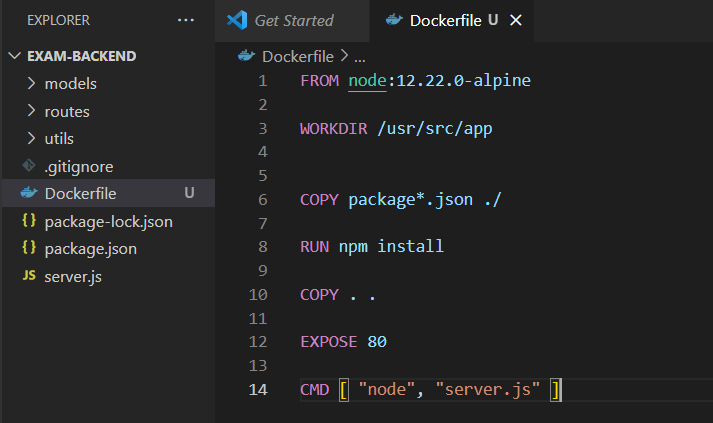 EXPLORER ...
EXAM-BACKEND
models
routes
utils
.gitignore
Dockerfile U
package-lock.json
package.json
JS server.js
Get Started
Dockerfile U
Dockerfile > ...
1 FROM node:12.22.0-alpine
2
3 WORKDIR /usr/src/app
4
5
6 COPY package*.json ./
7
8 RUN npm install
9
10 COPY . .
11
12 EXPOSE 80
13
14 CMD [ "node", "server.js" ]